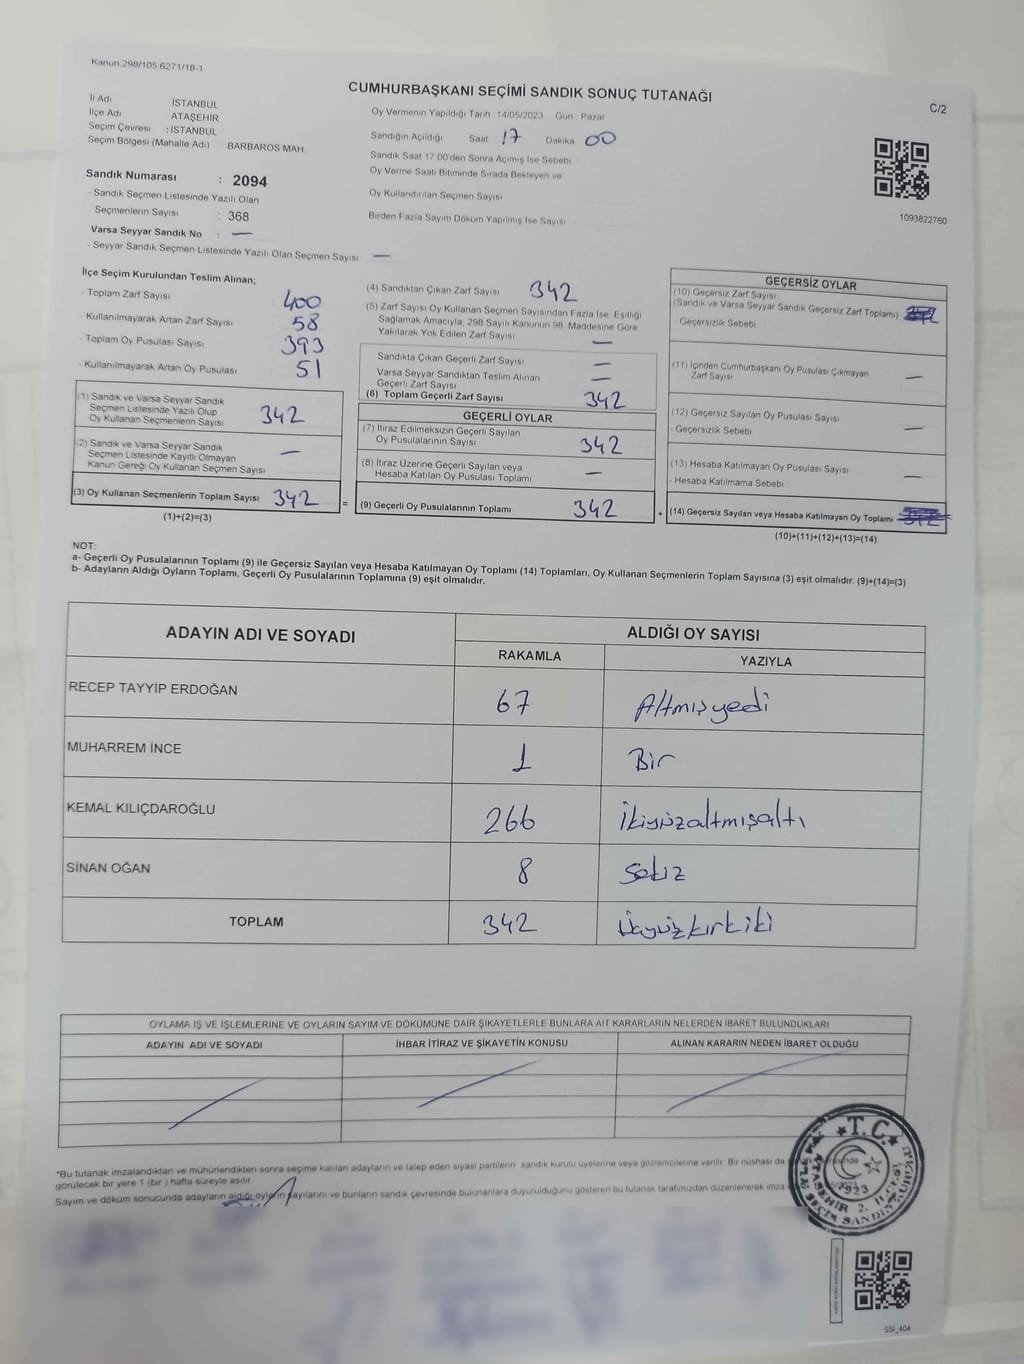 Kanun:298/105:6271/18-1
CUMHURBAŞKANI SEÇİMİ SANDIK SONUÇ TUTANAĞI
C/2
İl Adı İSTANBUL
İlçe Adı ATAŞEHİR
Seçim Çevresi : İSTANBUL
Seçim Bölgesi (Mahalle Adı) BARBAROS MAH.
Oy Vermenin Yapıldığı Tarih 14/05/2023 Gün Pazar
Sandığın Açıldığı Saat 17 Dakika 00
Sandık Saat 17.00'den Sonra Açılmış İse Sebebi
Oy Verme Saati Bitiminde Sırada Bekleyen ve
Oy Kullandırılan Seçmen Sayısı
Birden Fazla Sayım Döküm Yapılmış İse Sayısı
1093822760
Sandık Numarası : 2094
- Sandık Seçmen Listesinde Yazılı Olan
Seçmenlerin Sayısı : 368
Varsa Seyyar Sandık No : —
- Seyyar Sandık Seçmen Listesinde Yazılı Olan Seçmen Sayısı —
İlçe Seçim Kurulundan Teslim Alınan;
- Toplam Zarf Sayısı 400
- Kullanılmayarak Artan Zarf Sayısı 58
- Toplam Oy Pusulası Sayısı 393
- Kullanılmayarak Artan Oy Pusulası 51
(1) Sandık ve Varsa Seyyar Sandık
Seçmen Listesinde Yazılı Olup
Oy Kullanan Seçmenlerin Sayısı 342
(2) Sandık ve Varsa Seyyar Sandık
Seçmen Listesinde Kayıtlı Olmayan
Kanun Gereği Oy Kullanan Seçmen Sayısı —
(3) Oy Kullanan Seçmenlerin Toplam Sayısı 342 =
(1)+(2)=(3)
(4) Sandıktan Çıkan Zarf Sayısı 342
(5) Zarf Sayısı Oy Kullanan Seçmen Sayısından Fazla İse, Eşitliği
Sağlamak Amacıyla, 298 Sayılı Kanunun 98. Maddesine Göre
Yakılarak Yok Edilen Zarf Sayısı —
Sandıkta Çıkan Geçerli Zarf Sayısı —
Varsa Seyyar Sandıktan Teslim Alınan
Geçerli Zarf Sayısı —
(6) Toplam Geçerli Zarf Sayısı 342
GEÇERLİ OYLAR
(7) İtiraz Edilmeksizin Geçerli Sayılan
Oy Pusulalarının Sayısı 342
(8) İtiraz Üzerine Geçerli Sayılan veya
Hesaba Katılan Oy Pusulası Toplamı —
(9) Geçerli Oy Pusulalarının Toplamı 342 +
GEÇERSİZ OYLAR
(10) Geçersiz Zarf Sayısı
(Sandık ve Varsa Seyyar Sandık Geçersiz Zarf Toplamı)
- Geçersizlik Sebebi
(11) İçinden Cumhurbaşkanı Oy Pusulası Çıkmayan
Zarf Sayısı —
(12) Geçersiz Sayılan Oy Pusulası Sayısı
- Geçersizlik Sebebi —
(13) Hesaba Katılmayan Oy Pusulası Sayısı
- Hesaba Katılmama Sebebi —
(14) Geçersiz Sayılan veya Hesaba Katılmayan Oy Toplamı
(10)+(11)+(12)+(13)=(14)
NOT:
a- Geçerli Oy Pusulalarının Toplamı (9) ile Geçersiz Sayılan veya Hesaba Katılmayan Oy Toplamı (14) Toplamları, Oy Kullanan Seçmenlerin Toplam Sayısına (3) eşit olmalıdır. (9)+(14)=(3)
b- Adayların Aldığı Oyların Toplamı, Geçerli Oy Pusulalarının Toplamına (9) eşit olmalıdır.
ADAYIN ADI VE SOYADI
ALDIĞI OY SAYISI
RAKAMLA YAZIYLA
RECEP TAYYİP ERDOĞAN 67 Altmışyedi
MUHARREM İNCE 1 Bir
KEMAL KILIÇDAROĞLU 266 İkiyüzaltmışaltı
SİNAN OĞAN 8 Sekiz
TOPLAM 342 Üçyüzkırkiki
OYLAMA İŞ VE İŞLEMLERİNE VE OYLARIN SAYIM VE DÖKÜMÜNE DAİR ŞİKAYETLERLE BUNLARA AİT KARARLARIN NELERDEN İBARET BULUNDUKLARI
ADAYIN ADI VE SOYADI İHBAR İTİRAZ VE ŞİKAYETİN KONUSU ALINAN KARARIN NEDEN İBARET OLDUĞU
*Bu tutanak imzalandıktan ve mühürlendikten sonra seçime katılan adayların ve talep eden siyasi partilerin sandık kurulu üyelerine veya gözlemcilerine verilir. Bir nüshası da
görülecek bir yere 1 (bir) hafta süreyle asılır.
Sayım ve döküm sonucunda adayların aldığı oyların sayılarını ve bunların sandık çevresinde bulunanlara duyurulduğunu gösteren bu tutanak tarafımızdan düzenlenerek imza
T.C.
1923
ATAŞEHİR 2. İLÇE
SSI_404